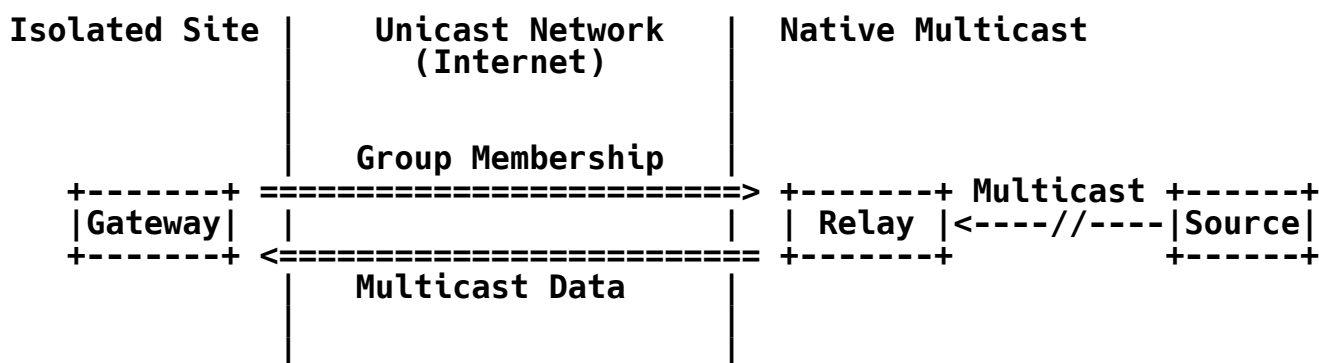 Isolated Site | Unicast Network | Native Multicast
(Internet)
Group Membership
+-------+ =========================> +-------+ Multicast +------+
|Gateway| | | | Relay |<----//----|Source|
+-------+ <========================= +-------+ +------+
Multicast Data